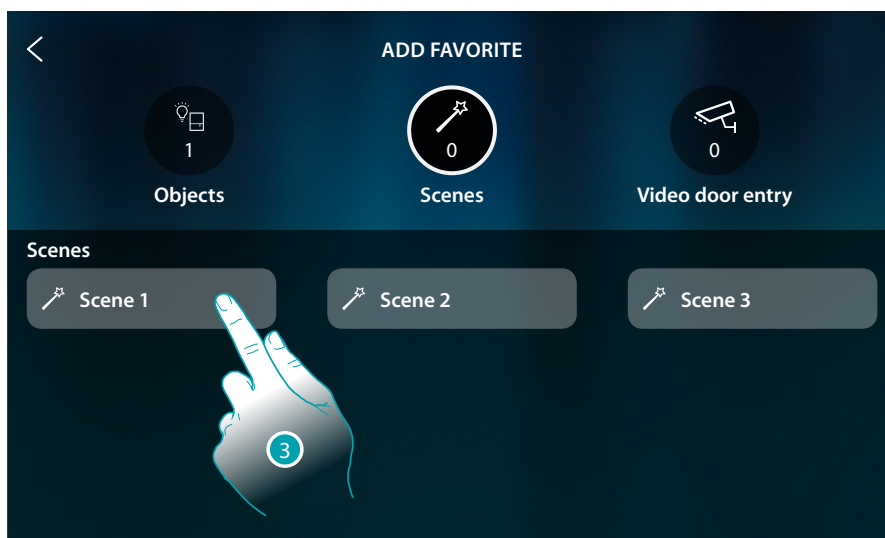 ADD FAVORITE
1
0
0
Objects
Scenes
Video door entry
Scenes
Scene 1
Scene 2
Scene 3
3